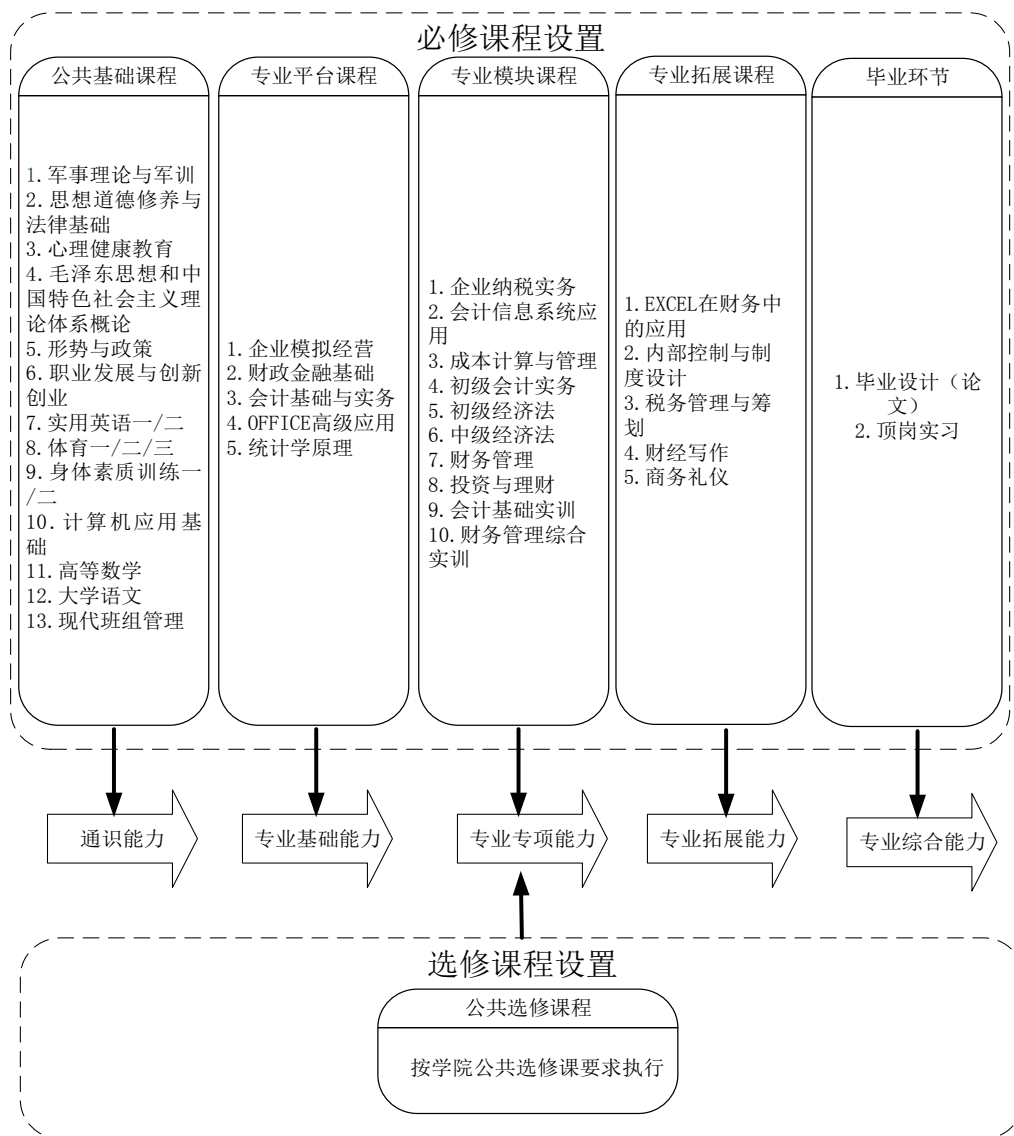 必修课程设置
公共基础课程
1.军事理论与军训
2.思想道德修养与
法律基础
3.心理健康教育
4.毛泽东思想和中
国特色社会主义理
论体系概论
5.形势与政策
6.职业发展与创新
创业
7.实用英语一/二
8.体育一/二/三
9.身体素质训练一
/二
10.计算机应用基
础
11.高等数学
12.大学语文
13.现代班组管理
专业平台课程
1.企业模拟经营
2.财政金融基础
3.会计基础与实务
4.OFFICE高级应用
5.统计学原理
专业模块课程
1.企业纳税实务
2.会计信息系统应
用
3.成本计算与管理
4.初级会计实务
5.初级经济法
6.中级经济法
7.财务管理
8.投资与理财
9.会计基础实训
10.财务管理综合
实训
专业拓展课程
1.EXCEL在财务中
的应用
2.内部控制与制
度设计
3.税务管理与筹
划
4.财经写作
5.商务礼仪
毕业环节
1.毕业设计（论
文）
2.顶岗实习
通识能力
专业基础能力
专业专项能力
专业拓展能力
专业综合能力
选修课程设置
公共选修课程
按学院公共选修课要求执行